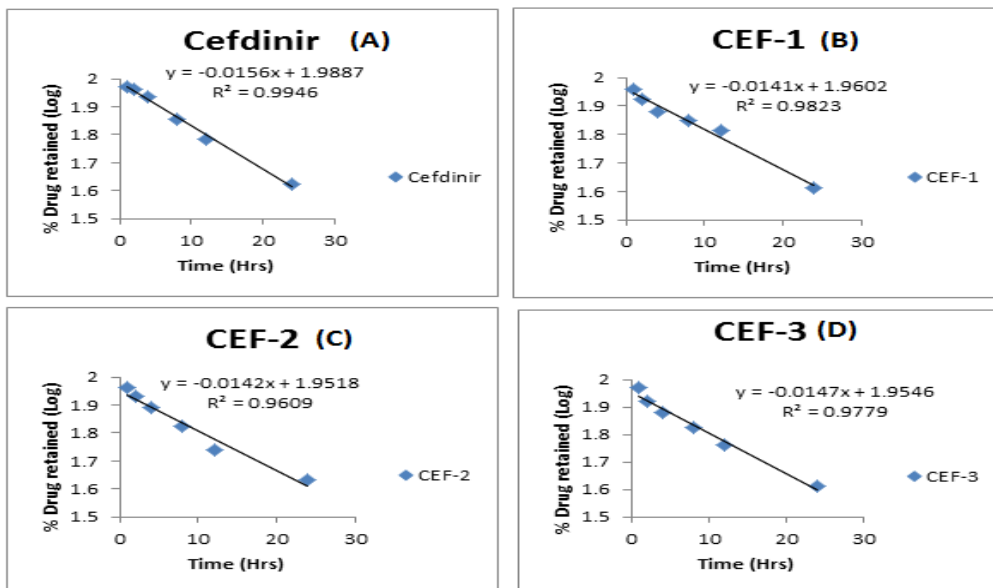 Cefdinir (A)
y = -0.0156x + 1.9887
R² = 0.9946
% Drug retained (Log)
2
1.9
1.8
1.7
1.6
1.5
0 10 20 30
Time (Hrs)
Cefdinir
CEF-1 (B)
y = -0.0141x + 1.9602
R² = 0.9823
% Drug retained (Log)
2
1.9
1.8
1.7
1.6
1.5
0 10 20 30
Time (Hrs)
CEF-1
CEF-2 (C)
y = -0.0142x + 1.9518
R² = 0.9609
% Drug retained (Log)
2
1.9
1.8
1.7
1.6
1.5
0 10 20 30
Time (Hrs)
CEF-2
CEF-3 (D)
y = -0.0147x + 1.9546
R² = 0.9779
% Drug retained (Log)
2
1.9
1.8
1.7
1.6
1.5
0 10 20 30
Time (Hrs)
CEF-3